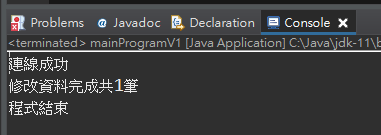 Problems @ Javadoc Declaration Console
<terminated> mainProgramV1 [Java Application] C:\Java\jdk-11\b
連線成功
修改資料完成共1筆
程式結束